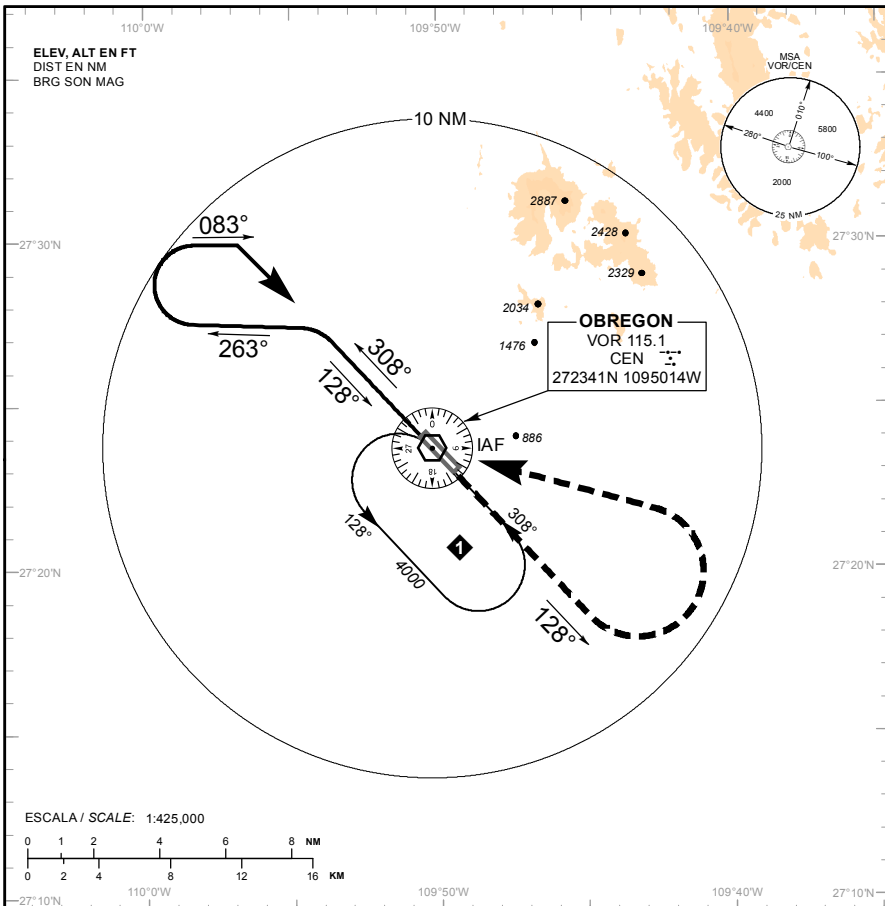 110°0'W 109°50'W 109°40'W
ELEV, ALT EN FT
DIST EN NM
BRG SON MAG
MSA
VOR/CEN
4400
010°
5800
280°
100°
2000
25 NM
10 NM
2887
2428
27°30'N
27°30'N
083°
2329
2034
1476
263°
308°
128°
OBREGON
VOR 115.1
CEN
272341N 1095014W
0
9
18
27
IAF
886
128°
4000
1
308°
128°
27°20'N
27°20'N
ESCALA / SCALE: 1:425,000
0 1 2 4 6 8 NM
0 2 4 8 12 16 KM
27°10'N
27°10'N
110°0'W 109°50'W 109°40'W